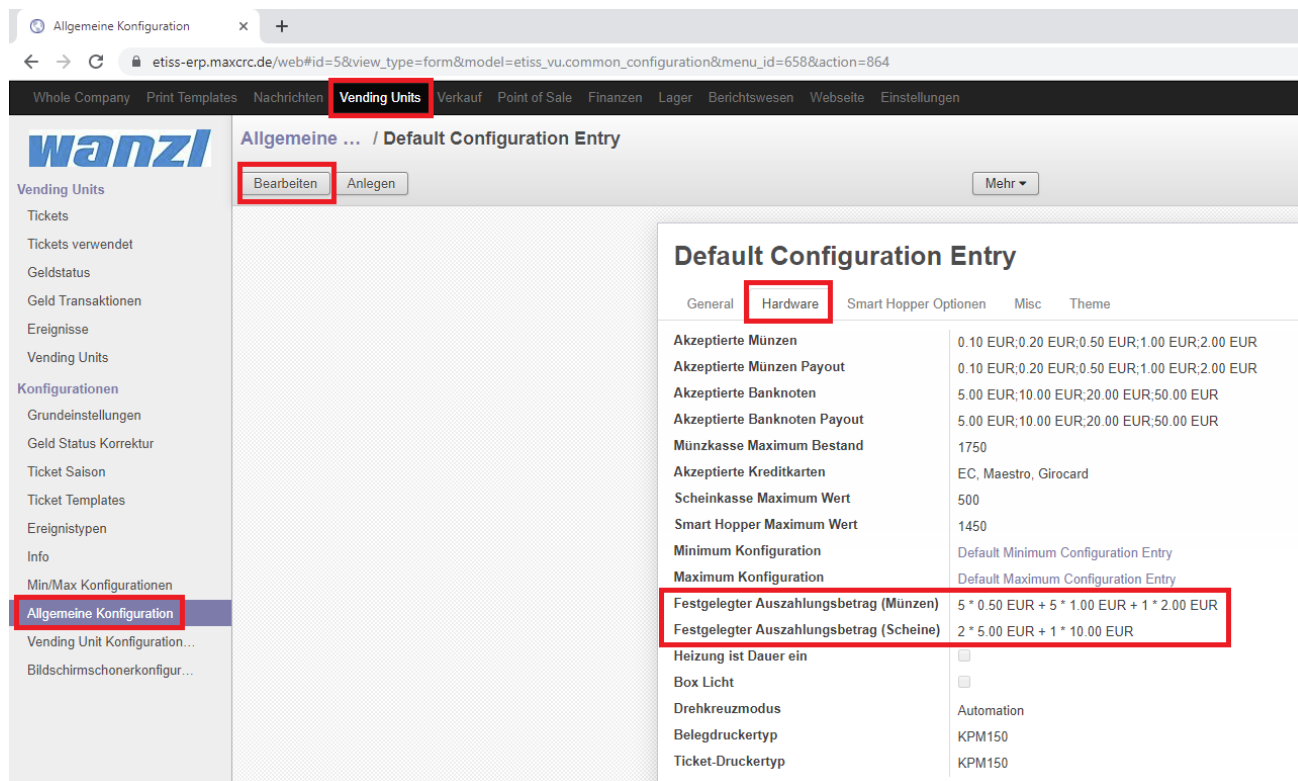 Allgemeine Konfiguration × +
etiss-erp.maxcrc.de/web#id=5&view_type=form&model=etiss_vu.common_configuration&menu_id=658&action=864
Whole Company Print Templates Nachrichten Vending Units Verkauf Point of Sale Finanzen Lager Berichtswesen Webseite Einstellungen
wanzl
Vending Units
Tickets
Tickets verwendet
Geldstatus
Geld Transaktionen
Ereignisse
Vending Units
Konfigurationen
Grundeinstellungen
Geld Status Korrektur
Ticket Saison
Ticket Templates
Ereignistypen
Info
Min/Max Konfigurationen
Allgemeine Konfiguration
Vending Unit Konfiguration...
Bildschirmschonerkonfigur...
Allgemeine ... / Default Configuration Entry
Bearbeiten Anlegen Mehr
Default Configuration Entry
General Hardware Smart Hopper Optionen Misc Theme
Akzeptierte Münzen 0.10 EUR;0.20 EUR;0.50 EUR;1.00 EUR;2.00 EUR
Akzeptierte Münzen Payout 0.10 EUR;0.20 EUR;0.50 EUR;1.00 EUR;2.00 EUR
Akzeptierte Banknoten 5.00 EUR;10.00 EUR;20.00 EUR;50.00 EUR
Akzeptierte Banknoten Payout 5.00 EUR;10.00 EUR;20.00 EUR;50.00 EUR
Münzkasse Maximum Bestand 1750
Akzeptierte Kreditkarten EC, Maestro, Girocard
Scheinkasse Maximum Wert 500
Smart Hopper Maximum Wert 1450
Minimum Konfiguration Default Minimum Configuration Entry
Maximum Konfiguration Default Maximum Configuration Entry
Festgelegter Auszahlungsbetrag (Münzen) 5 * 0.50 EUR + 5 * 1.00 EUR + 1 * 2.00 EUR
Festgelegter Auszahlungsbetrag (Scheine) 2 * 5.00 EUR + 1 * 10.00 EUR
Heizung ist Dauer ein
Box Licht
Drehkreuzmodus Automation
Belegdruckertyp KPM150
Ticket-Druckertyp KPM150